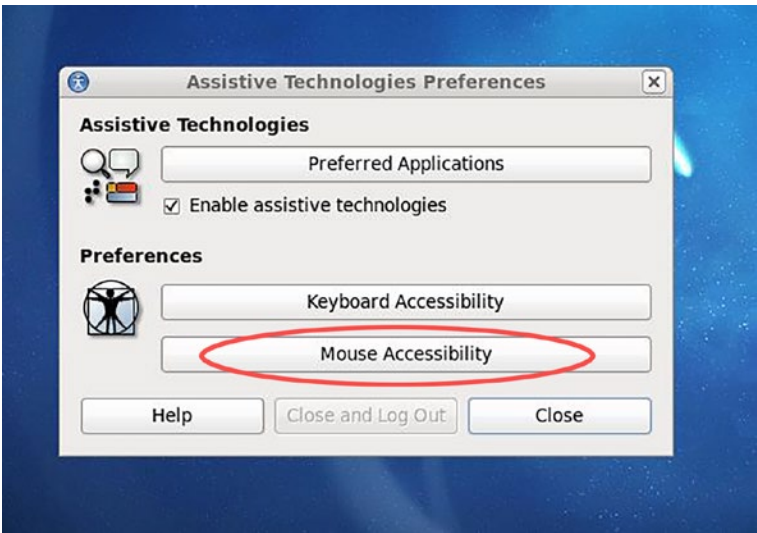 Assistive Technologies Preferences
Assistive Technologies
Preferred Applications
Enable assistive technologies
Preferences
Keyboard Accessibility
Mouse Accessibility
Help
Close and Log Out
Close